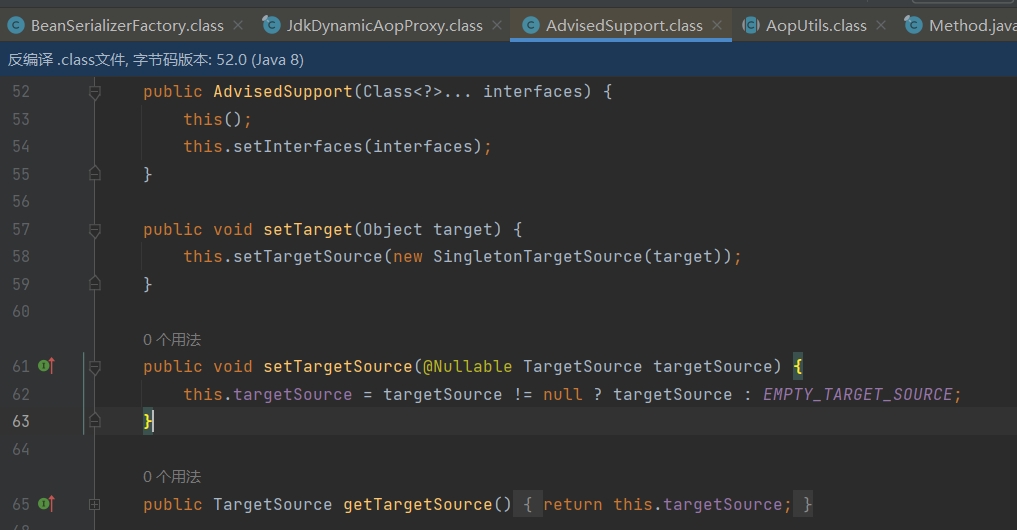 BeanSerializerFactory.class JdkDynamicAopProxy.class AdvisedSupport.class AopUtils.class Method.java
反编译 .class文件, 字节码版本: 52.0 (Java 8)
52 public AdvisedSupport(Class<?>... interfaces) {
53 this();
54 this.setInterfaces(interfaces);
55 }
56
57 public void setTarget(Object target) {
58 this.setTargetSource(new SingletonTargetSource(target));
59 }
60
0 个用法
61 public void setTargetSource(@Nullable TargetSource targetSource) {
62 this.targetSource = targetSource != null ? targetSource : EMPTY_TARGET_SOURCE;
63 }
64
0 个用法
65 public TargetSource getTargetSource() { return this.targetSource; }